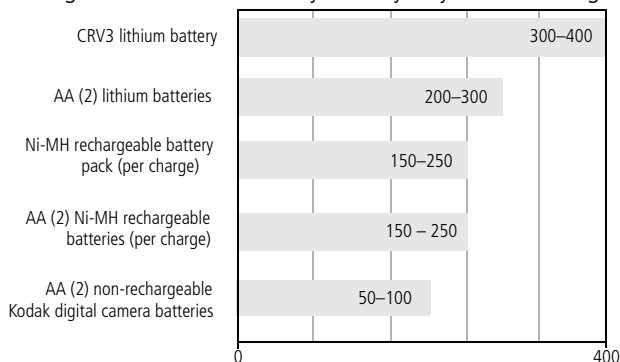 CRV3 lithium battery
300–400
AA (2) lithium batteries
200–300
Ni-MH rechargeable battery
pack (per charge)
150–250
AA (2) Ni-MH rechargeable
batteries (per charge)
150 – 250
AA (2) non-rechargeable
Kodak digital camera batteries
50–100
0
400